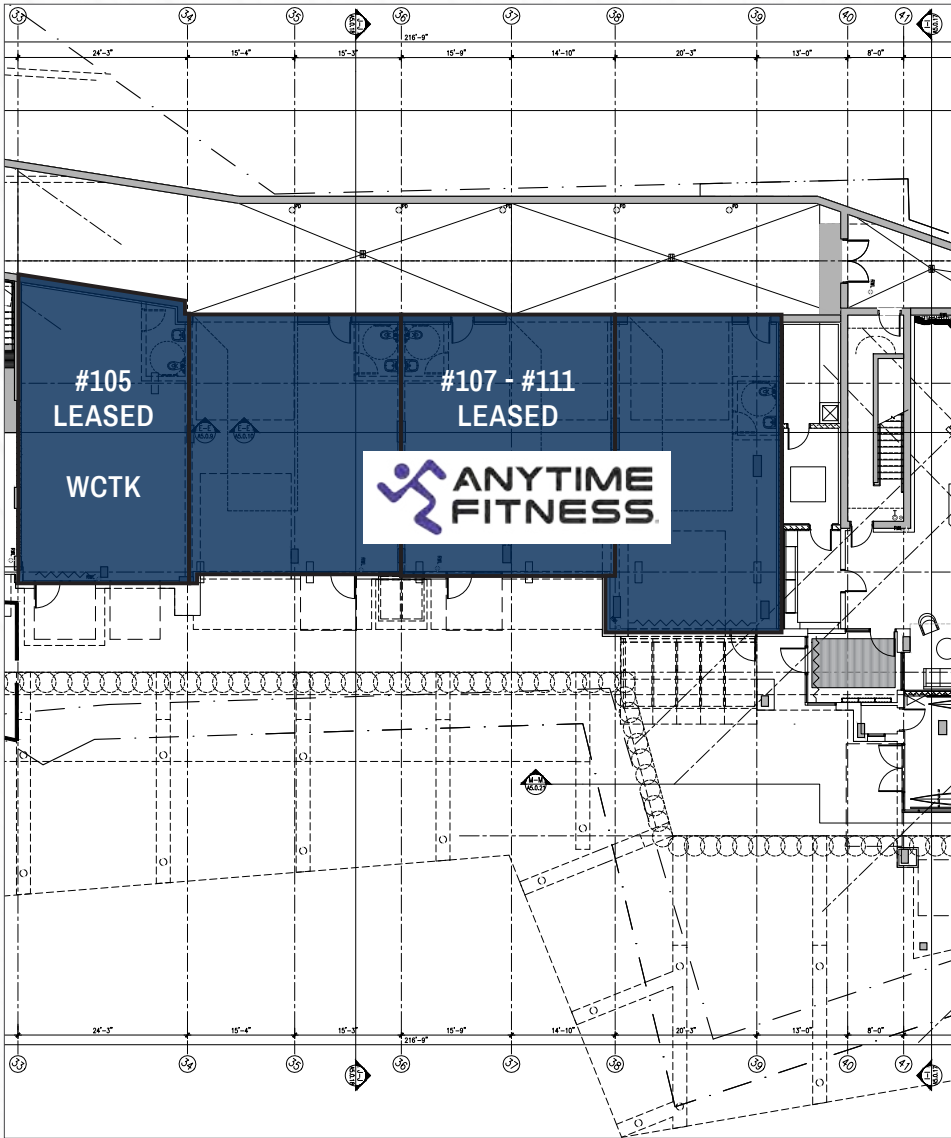 33 34 35 36 37 38 39 40 41
216'-9"
24'-3" 15'-4" 15'-3" 15'-9" 14'-10" 20'-3" 13'-0" 8'-0"
#105
LEASED
WCTK
#107 - #111
LEASED
ANYTIME
FITNESS
E-E
E-E
M-M
A5.0.21
24'-3" 15'-4" 15'-3" 15'-9" 14'-10" 20'-3" 13'-0" 8'-0"
216'-9"
33 34 35 36 37 38 39 40 41